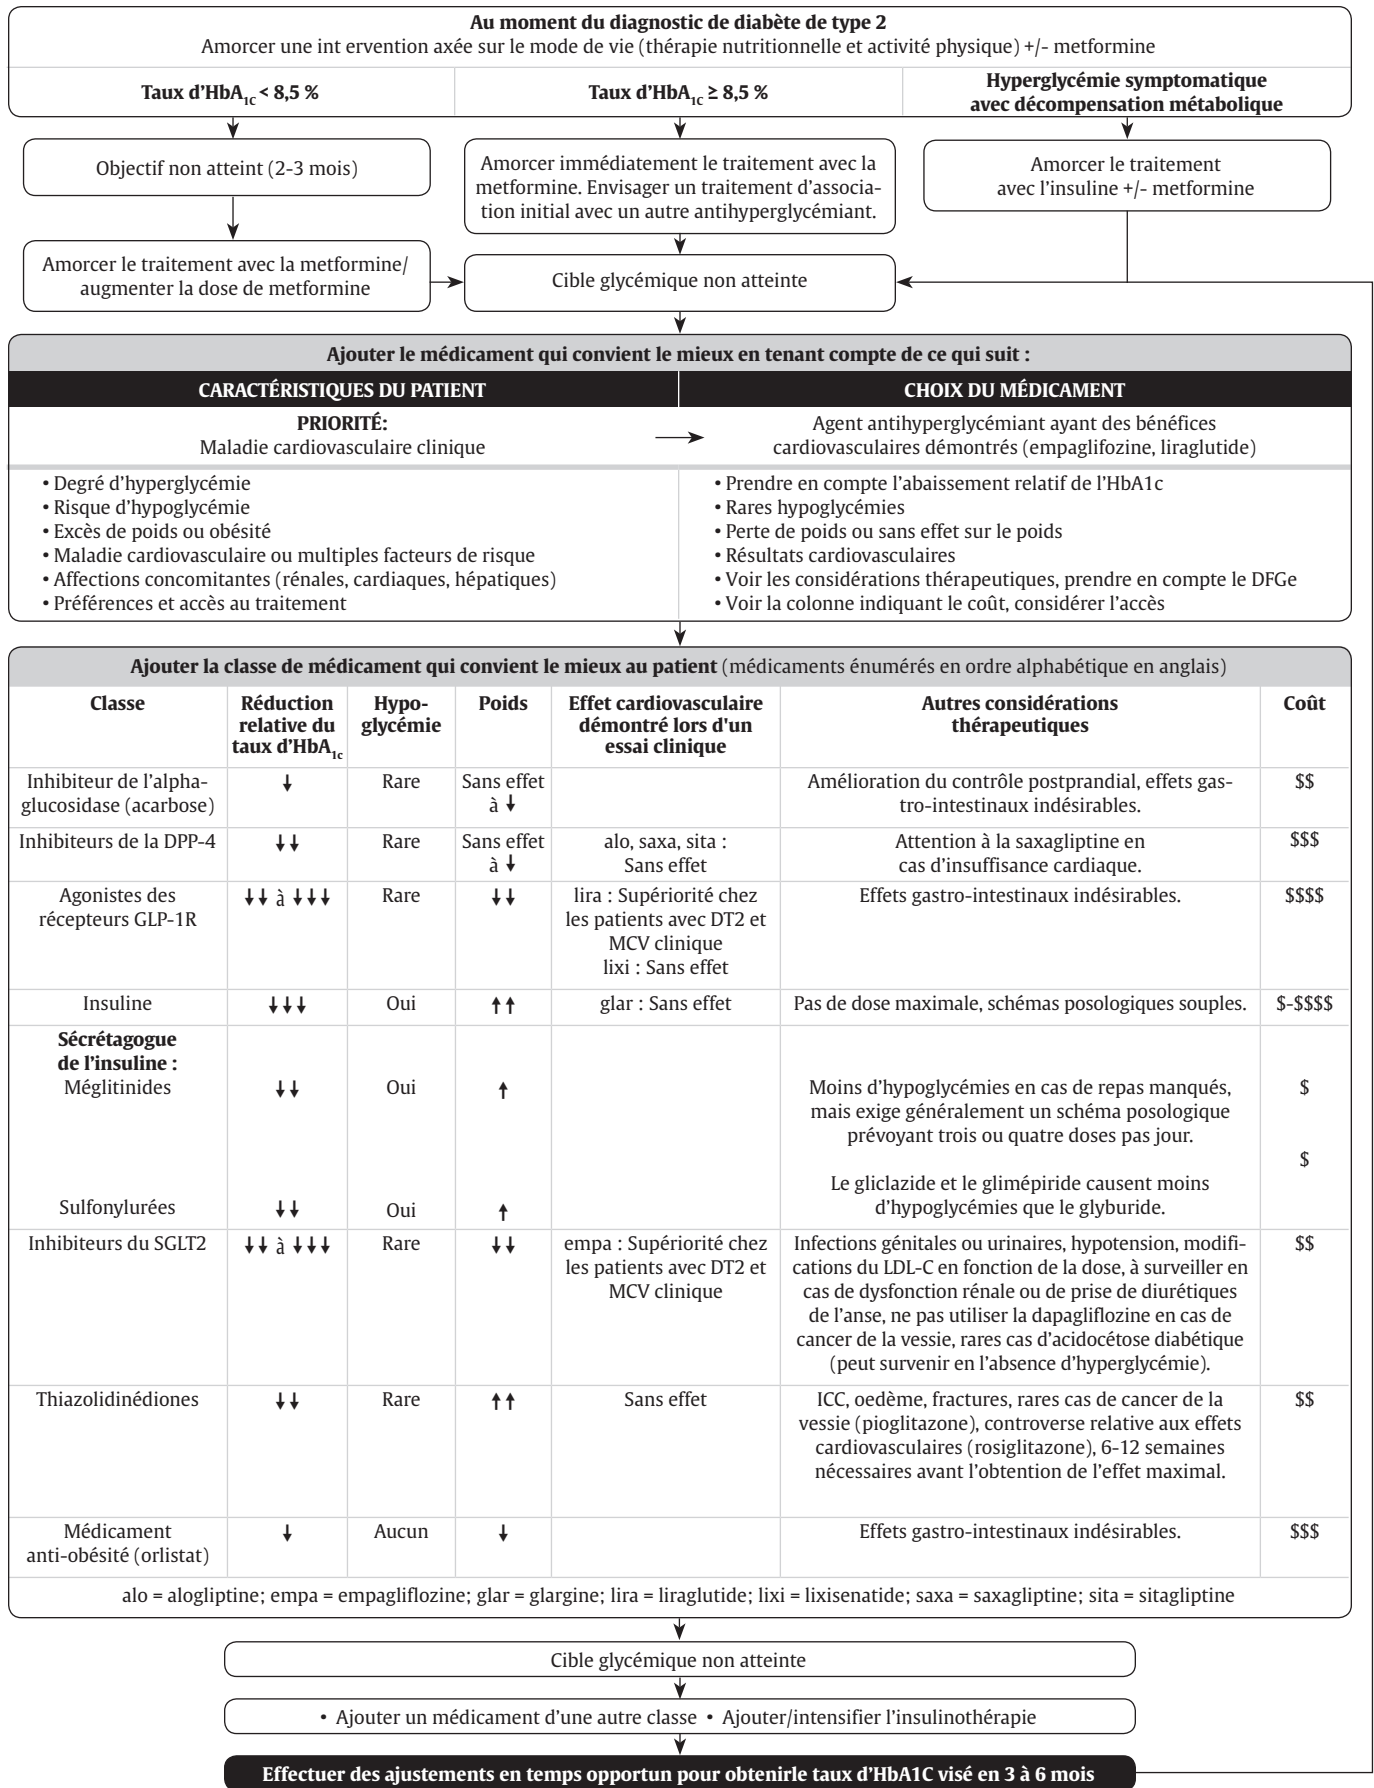 Au moment du diagnostic de diabète de type 2
Amorcer une int ervention axée sur le mode de vie (thérapie nutritionnelle et activité physique) +/- metformine
Taux d'HbA1C < 8,5 %
Taux d'HbA1C ≥ 8,5 %
Hyperglycémie symptomatique
avec décompensation métabolique
Objectif non atteint (2-3 mois)
Amorcer immédiatement le traitement avec la
metformine. Envisager un traitement d'associa-
tion initial avec un autre antihyperglycémiant.
Amorcer le traitement
avec l'insuline +/- metformine
Amorcer le traitement avec la metformine/
augmenter la dose de metformine
Cible glycémique non atteinte
Ajouter le médicament qui convient le mieux en tenant compte de ce qui suit :
CARACTÉRISTIQUES DU PATIENT
CHOIX DU MÉDICAMENT
PRIORITÉ:
Maladie cardiovasculaire clinique
Agent antihyperglycémiant ayant des bénéfices
cardiovasculaires démontrés (empaglifozine, liraglutide)
• Degré d'hyperglycémie
• Risque d'hypoglycémie
• Excès de poids ou obésité
• Maladie cardiovasculaire ou multiples facteurs de risque
• Affections concomitantes (rénales, cardiaques, hépatiques)
• Préférences et accès au traitement
• Prendre en compte l'abaissement relatif de l'HbA1c
• Rares hypoglycémies
• Perte de poids ou sans effet sur le poids
• Résultats cardiovasculaires
• Voir les considérations thérapeutiques, prendre en compte le DFGe
• Voir la colonne indiquant le coût, considérer l'accès
Ajouter la classe de médicament qui convient le mieux au patient (médicaments énumérés en ordre alphabétique en anglais)
Classe
Réduction
relative du
taux d'HbA1c
Hypo-
glycémie
Poids
Effet cardiovasculaire
démontré lors d'un
essai clinique
Autres considérations
thérapeutiques
Coût
Inhibiteur de l'alpha-
glucosidase (acarbose)
↓
Rare
Sans effet
à ↓
Amélioration du contrôle postprandial, effets gas-
tro-intestinaux indésirables.
$$
Inhibiteurs de la DPP-4
↓↓
Rare
Sans effet
à ↓
alo, saxa, sita :
Sans effet
Attention à la saxagliptine en
cas d'insuffisance cardiaque.
$$$
Agonistes des
récepteurs GLP-1R
↓↓ à ↓↓↓
Rare
↓↓
lira : Supériorité chez
les patients avec DT2 et
MCV clinique
lixi : Sans effet
Effets gastro-intestinaux indésirables.
$$$$
Insuline
↓↓↓
Oui
↑↑
glar : Sans effet
Pas de dose maximale, schémas posologiques souples.
$-$$$$
Sécrétagogue
de l'insuline :
Méglitinides
↓↓
Oui
↑
Moins d'hypoglycémies en cas de repas manqués,
mais exige généralement un schéma posologique
prévoyant trois ou quatre doses pas jour.
$
Sulfonylurées
↓↓
Oui
↑
Le gliclazide et le glimépiride causent moins
d'hypoglycémies que le glyburide.
$
Inhibiteurs du SGLT2
↓↓ à ↓↓↓
Rare
↓↓
empa : Supériorité chez
les patients avec DT2 et
MCV clinique
Infections génitales ou urinaires, hypotension, modifi-
cations du LDL-C en fonction de la dose, à surveiller en
cas de dysfonction rénale ou de prise de diurétiques
de l'anse, ne pas utiliser la dapagliflozine en cas de
cancer de la vessie, rares cas d'acidocétose diabétique
(peut survenir en l'absence d'hyperglycémie).
$$
Thiazolidinédiones
↓↓
Rare
↑↑
Sans effet
ICC, oedème, fractures, rares cas de cancer de la
vessie (pioglitazone), controverse relative aux effets
cardiovasculaires (rosiglitazone), 6-12 semaines
nécessaires avant l'obtention de l'effet maximal.
$$
Médicament
anti-obésité (orlistat)
↓
Aucun
↓
Effets gastro-intestinaux indésirables.
$$$
alo = alogliptine; empa = empagliflozine; glar = glargine; lira = liraglutide; lixi = lixisenatide; saxa = saxagliptine; sita = sitagliptine
Cible glycémique non atteinte
• Ajouter un médicament d'une autre classe • Ajouter/intensifier l'insulinothérapie
Effectuer des ajustements en temps opportun pour obtenirle taux d'HbA1C visé en 3 à 6 mois